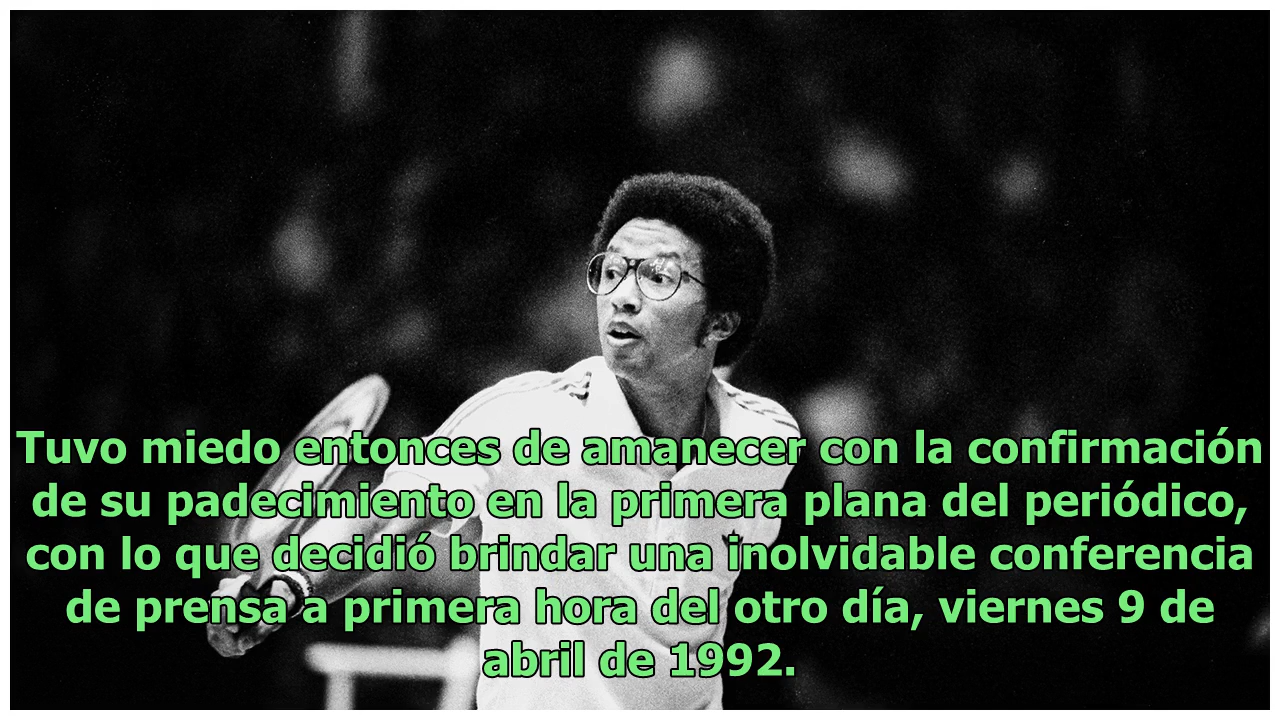 Tuvo miedo entonces de amanecer con la confirmación
de su padecimiento en la primera plana del periódico,
con lo que decidió brindar una inolvidable conferencia
de prensa a primera hora del otro día, viernes 9 de
abril de 1992.